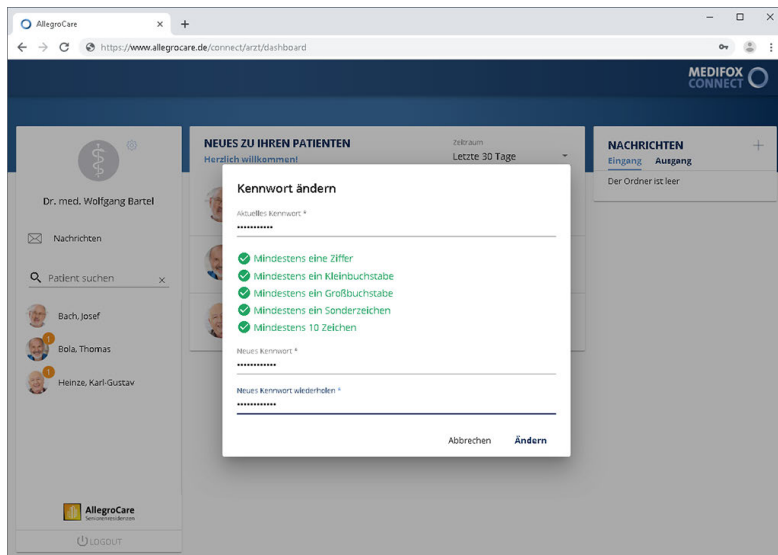 AllegroCare
https://www.allegrocare.de/connect/arzt/dashboard
MEDIFOX
CONNECT
Dr. med. Wolfgang Bartel
Nachrichten
Patient suchen
Bach, Josef
1
Bola, Thomas
1
Heinze, Karl-Gustav
AllegroCare
Seniorenresidenzen
LOGOUT
NEUES ZU IHREN PATIENTEN
Herzlich willkommen!
Zeitraum
Letzte 30 Tage
NACHRICHTEN
Eingang Ausgang
Der Ordner ist leer
Kennwort ändern
Aktuelles Kennwort *
•••••••••••
Mindestens eine Ziffer
Mindestens ein Kleinbuchstabe
Mindestens ein Großbuchstabe
Mindestens ein Sonderzeichen
Mindestens 10 Zeichen
Neues Kennwort *
••••••••••••
Neues Kennwort wiederholen *
••••••••••••
Abbrechen Ändern